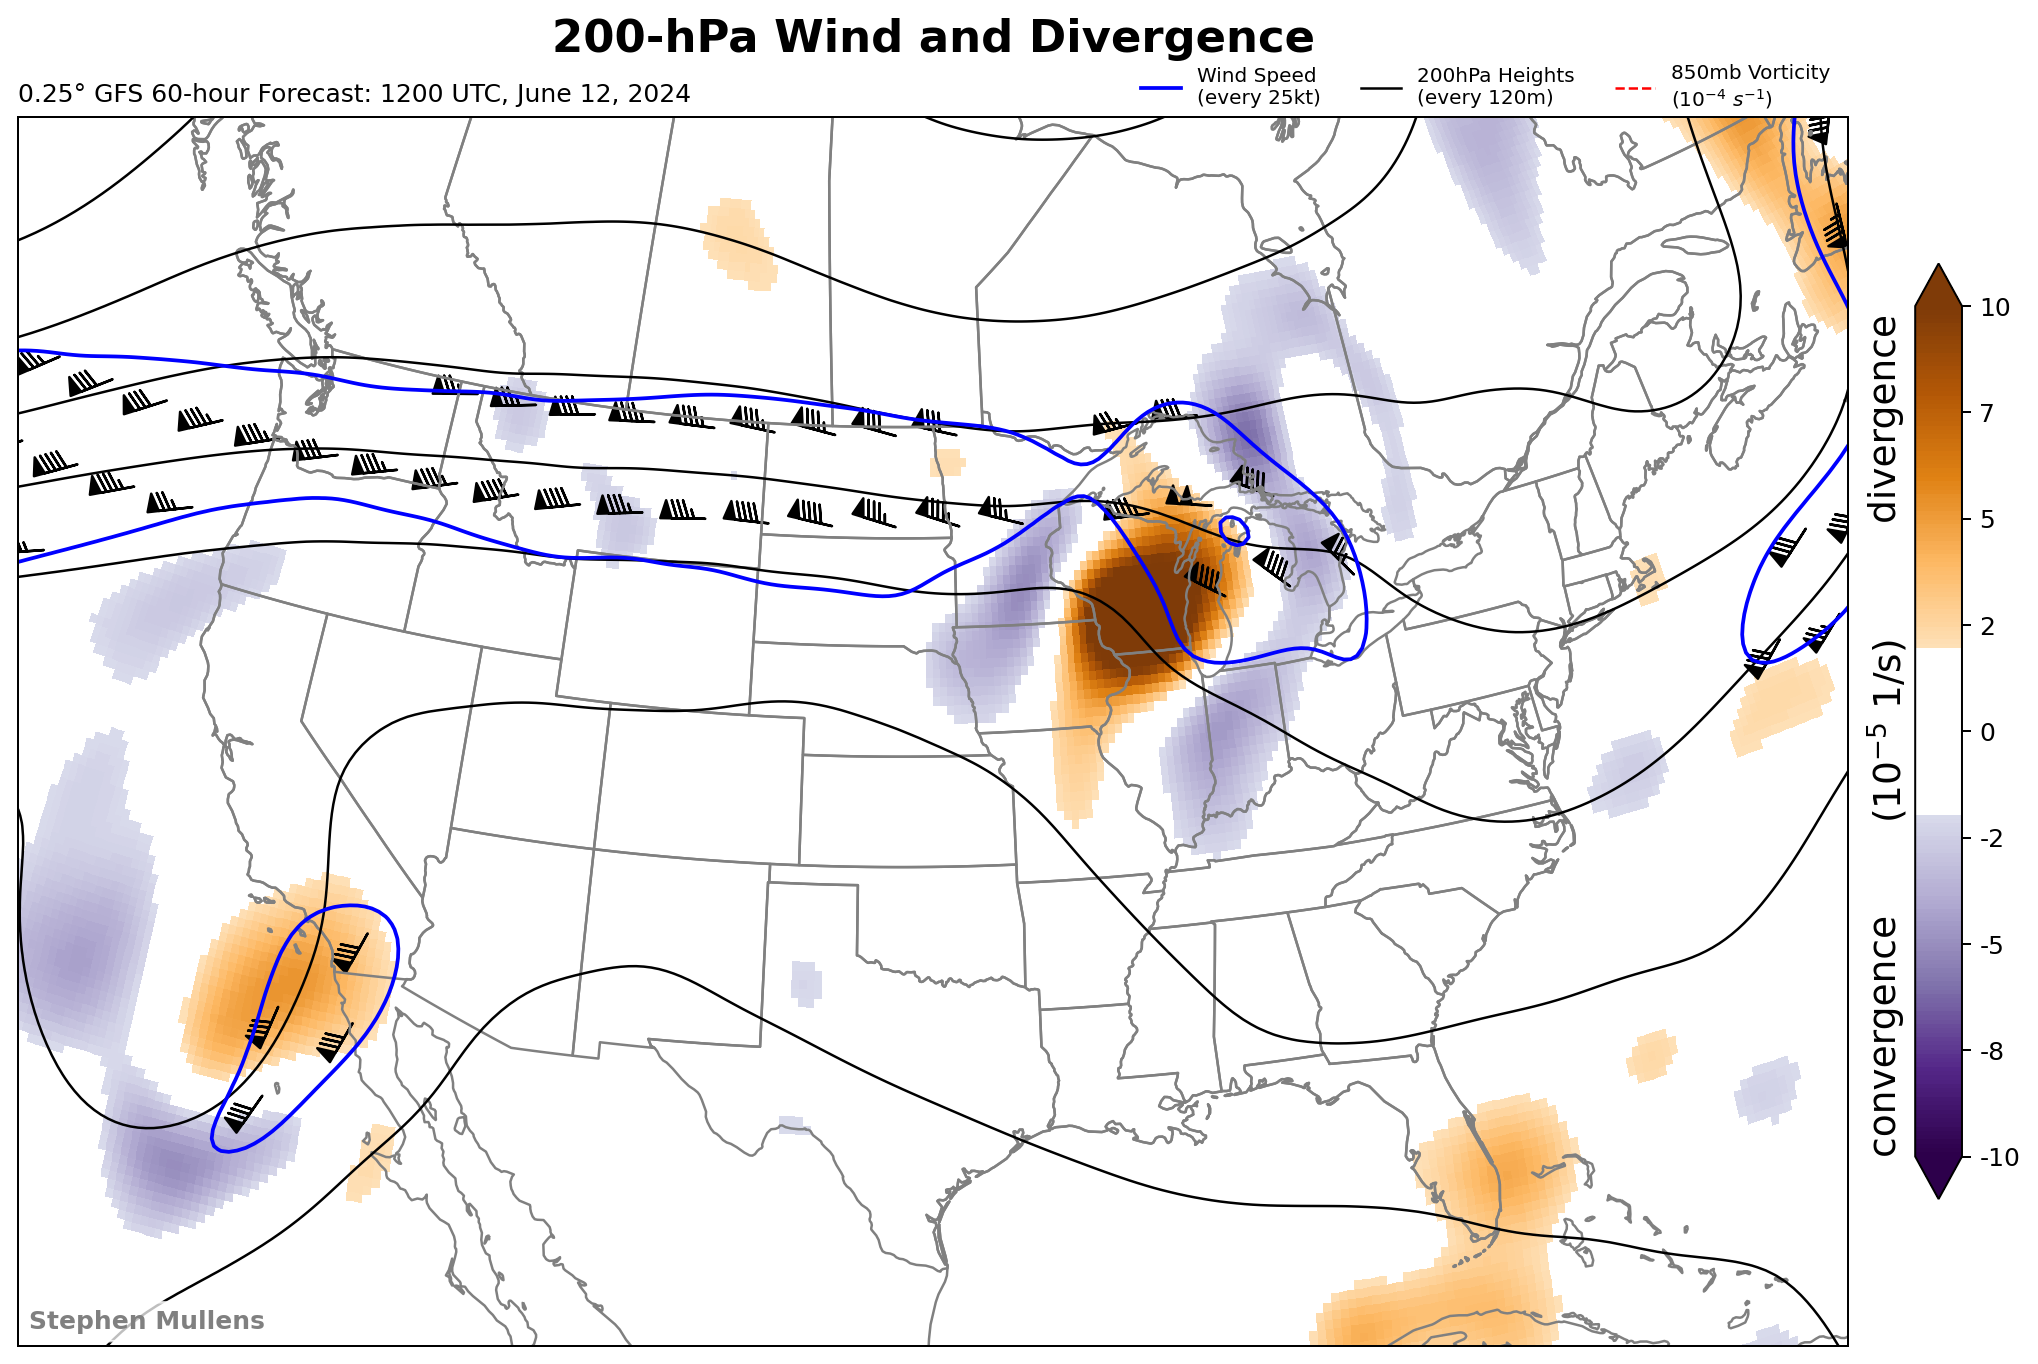 200-hPa Wind and Divergence
0.25° GFS 60-hour Forecast: 1200 UTC, June 12, 2024
Wind Speed
(every 25kt)
200hPa Heights
(every 120m)
850mb Vorticity
(10⁻⁴ s⁻¹)
10
7
5
2
0
-2
-5
-8
-10
convergence (10⁻⁵ 1/s) divergence
Stephen Mullens